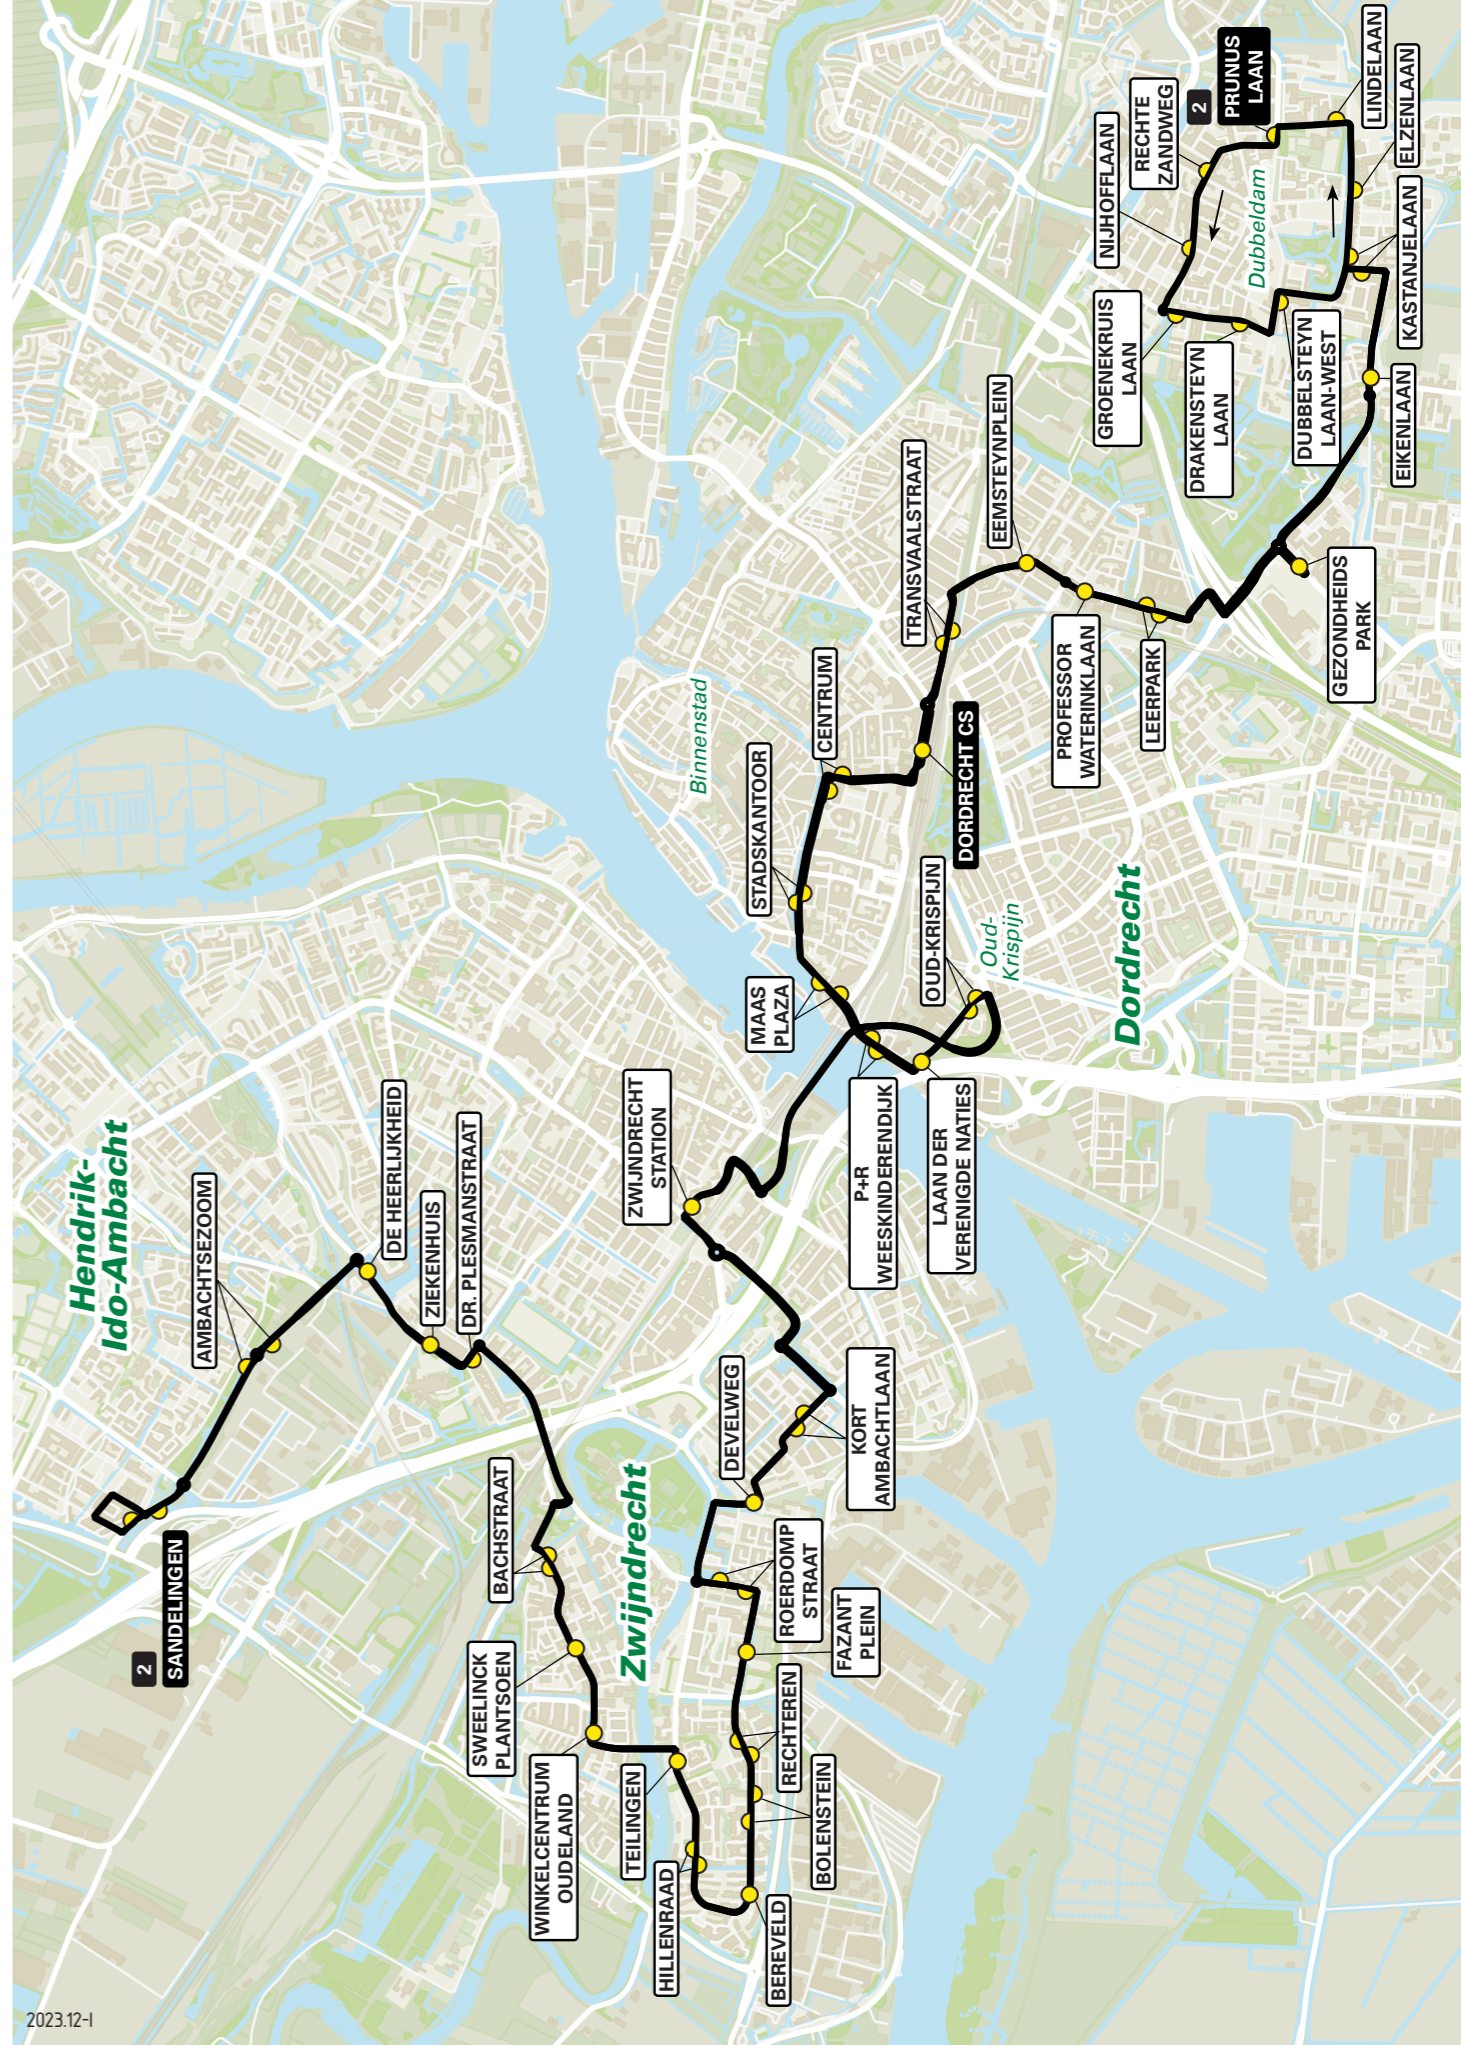 2023.12-I
Hendrik-
Ido-Ambacht
2
SANDELINGEN
AMBACHTSEZOOM
DE HEERLIJKHEID
ZIEKENHUIS
DR. PLESMANSTRAAT
BACHSTRAAT
SWEELINCK
PLANTSOEN
WINKELCENTRUM
OUDELAND
TEILINGEN
HILLENRAAD
BEREVELD
BOLENSTEIN
RECHTEREN
FAZANT
PLEIN
ROERDOMP
STRAAT
Zwijndrecht
DEVELWEG
KORT
AMBACHTLAAN
ZWIJNDRECHT
STATION
P+R
WEESKINDERENDIJK
LAAN DER
VERENIGDE NATIES
OUD-KRISPIJN
Oud-
Krispijn
MAAS
PLAZA
STADSKANTOOR
CENTRUM
Binnenstad
DORDRECHT CS
Dordrecht
TRANSVAALSTRAAT
EEMSTEYNPLEIN
PROFESSOR
WATERINKLAAN
LEERPARK
GEZONDHEIDS
PARK
EIKENLAAN
KASTANJELAAN
ELZENLAAN
LINDELAAN
2
PRUNUS
LAAN
RECHTE
ZANDWEG
NIJHOFFLAAN
GROENEKRUIS
LAAN
DRAKENSTEYN
LAAN
DUBBELSTEYN
LAAN-WEST
Dubbeldam